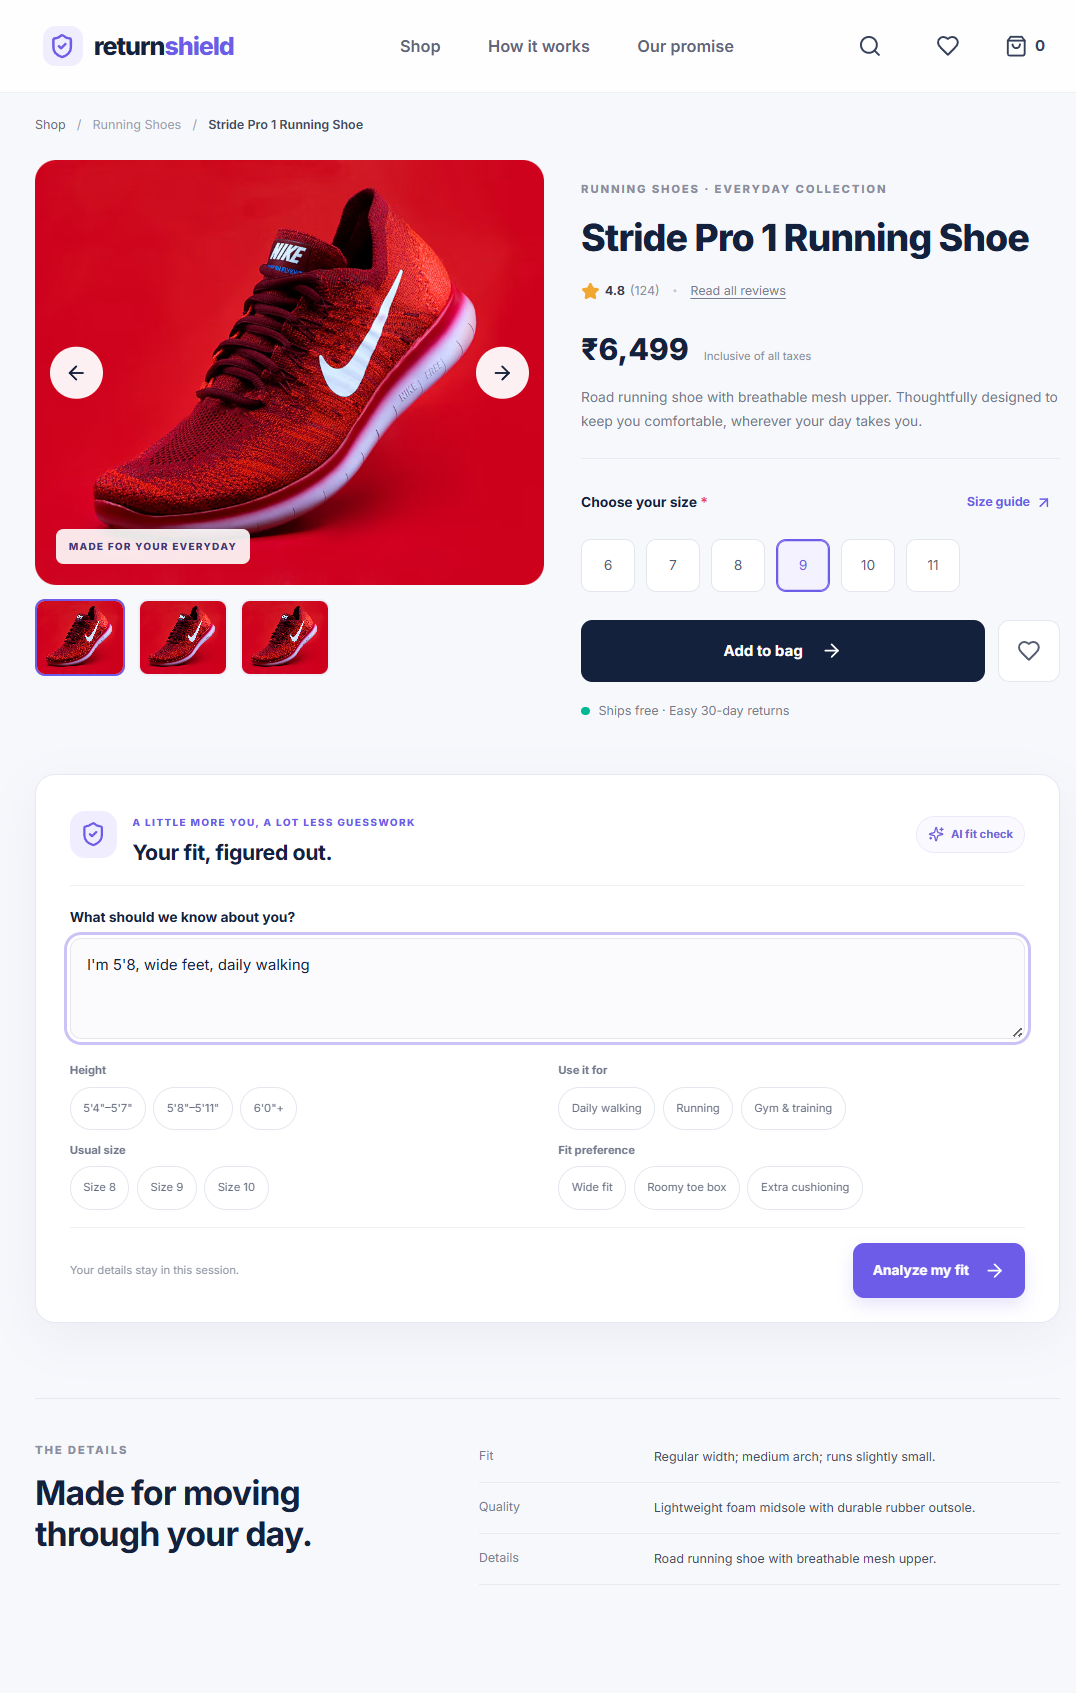 returnshield
Shop
How it works
Our promise
0
Shop / Running Shoes / Stride Pro 1 Running Shoe
NIKE
NIKE FREE
MADE FOR YOUR EVERYDAY
RUNNING SHOES · EVERYDAY COLLECTION
Stride Pro 1 Running Shoe
4.8 (124) • Read all reviews
₹6,499 Inclusive of all taxes
Road running shoe with breathable mesh upper. Thoughtfully designed to
keep you comfortable, wherever your day takes you.
Choose your size *
Size guide
6
7
8
9
10
11
Add to bag
Ships free · Easy 30-day returns
A LITTLE MORE YOU, A LOT LESS GUESSWORK
Your fit, figured out.
AI fit check
What should we know about you?
I'm 5'8, wide feet, daily walking
Height
5'4"–5'7"
5'8"–5'11"
6'0"+
Use it for
Daily walking
Running
Gym & training
Usual size
Size 8
Size 9
Size 10
Fit preference
Wide fit
Roomy toe box
Extra cushioning
Your details stay in this session.
Analyze my fit
THE DETAILS
Made for moving
through your day.
Fit
Regular width; medium arch; runs slightly small.
Quality
Lightweight foam midsole with durable rubber outsole.
Details
Road running shoe with breathable mesh upper.